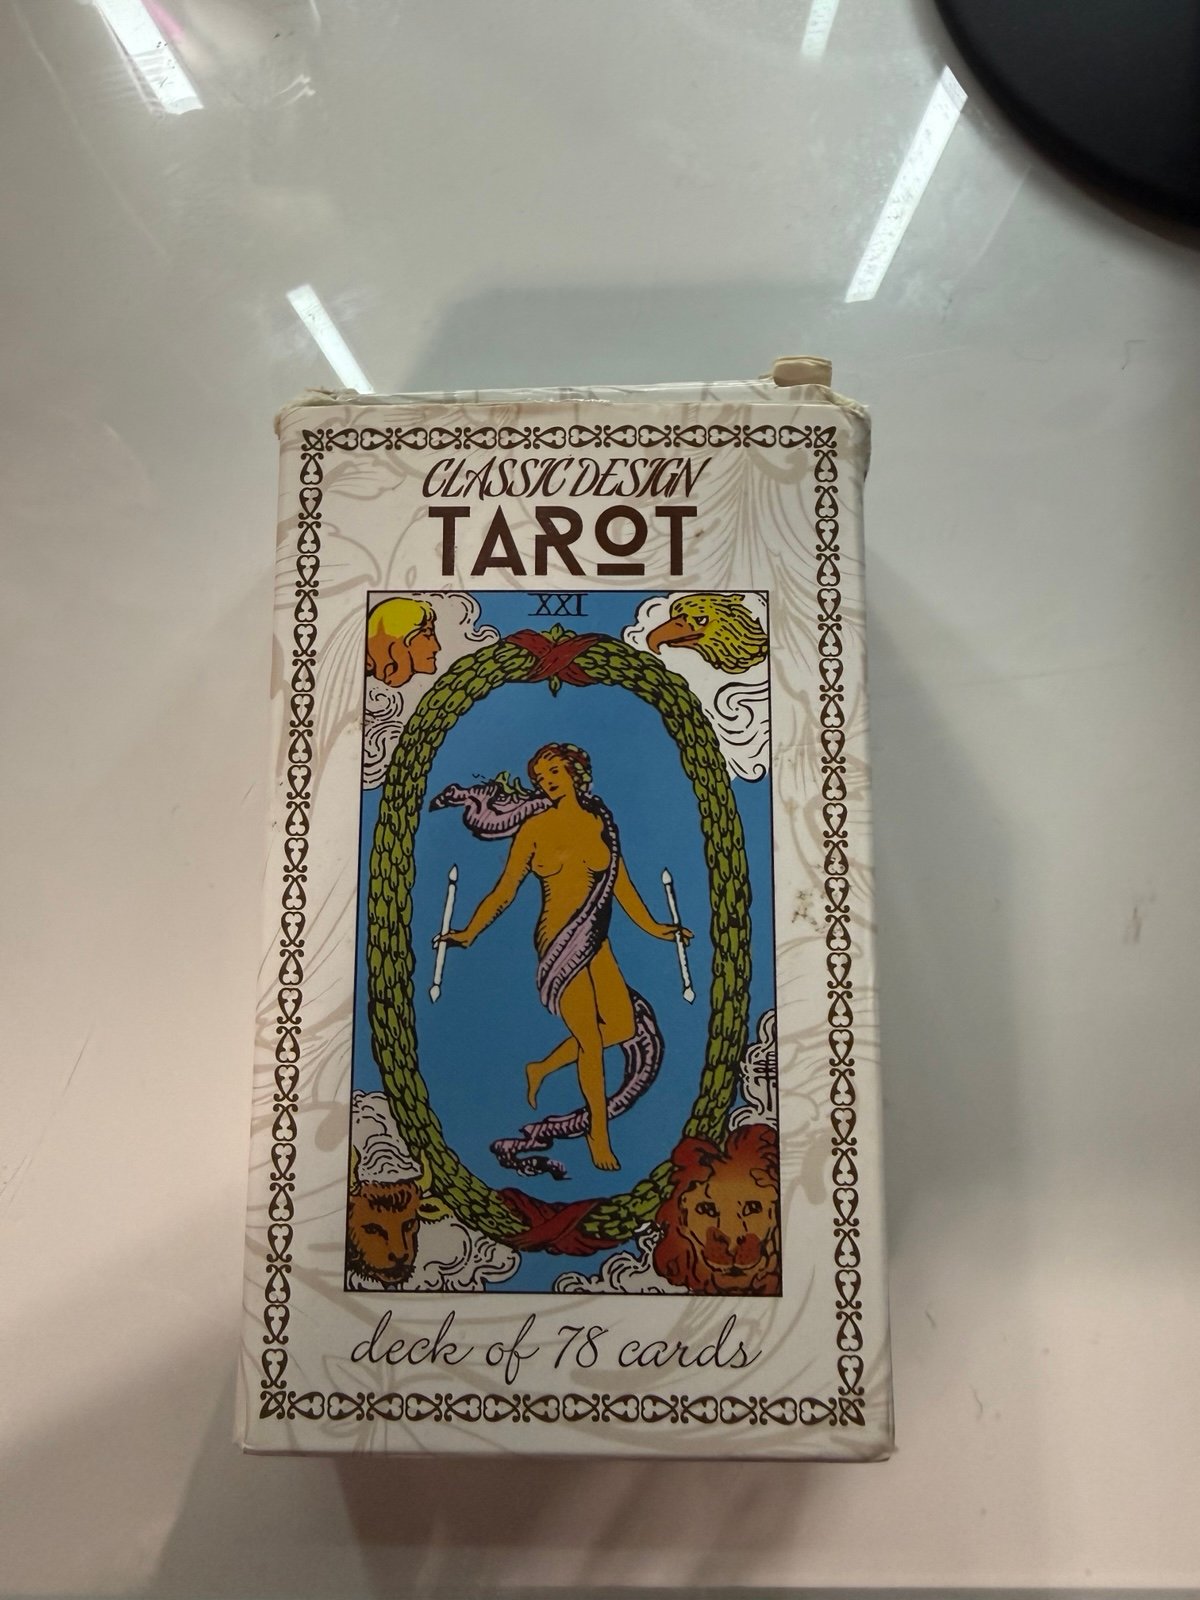 CLASSIC DESIGN
TAROT
XXI
deck of 78 cards